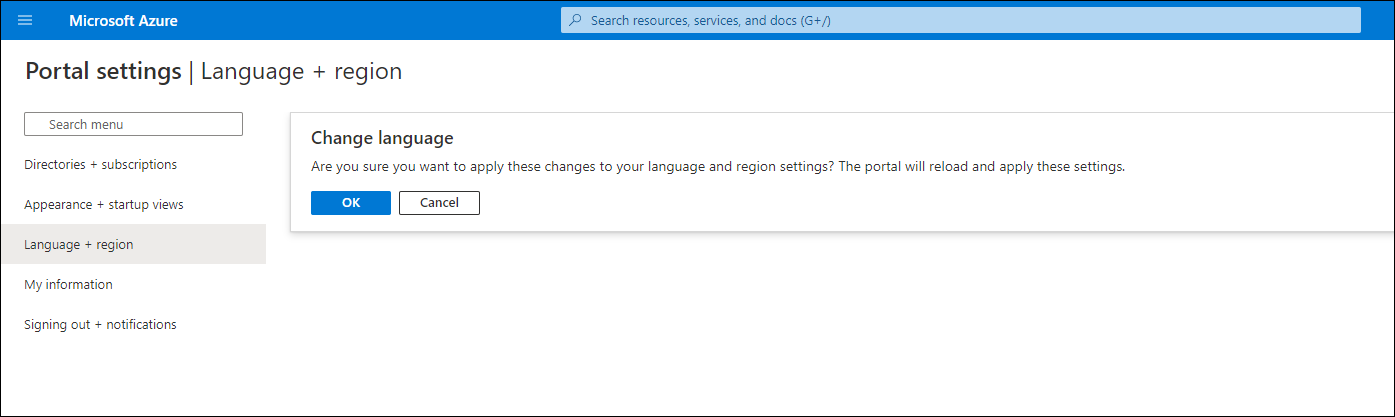 Microsoft Azure
Search resources, services, and docs (G+/)
Portal settings | Language + region
Search menu
Directories + subscriptions
Appearance + startup views
Language + region
My information
Signing out + notifications
Change language
Are you sure you want to apply these changes to your language and region settings? The portal will reload and apply these settings.
OK
Cancel